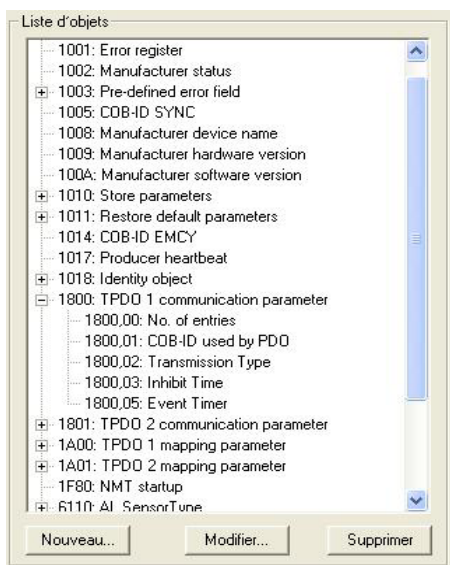 Liste d'objets
1001: Error register
1002: Manufacturer status
1003: Pre-defined error field
1005: COB-ID SYNC
1008: Manufacturer device name
1009: Manufacturer hardware version
100A: Manufacturer software version
1010: Store parameters
1011: Restore default parameters
1014: COB-ID EMCY
1017: Producer heartbeat
1018: Identity object
1800: TPDO 1 communication parameter
1800,00: No. of entries
1800,01: COB-ID used by PDO
1800,02: Transmission Type
1800,03: Inhibit Time
1800,05: Event Timer
1801: TPDO 2 communication parameter
1A00: TPDO 1 mapping parameter
1A01: TPDO 2 mapping parameter
1F80: NMT startup
6110: AI_SensorType
Nouveau... Modifier... Supprimer